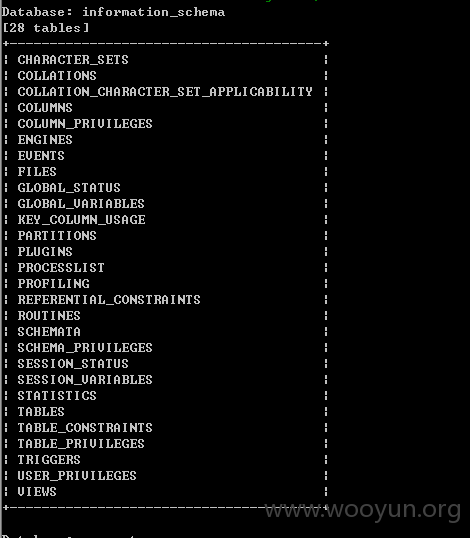 Database: information_schema
[28 tables]
+---------------------------------------+
| CHARACTER_SETS |
| COLLATIONS |
| COLLATION_CHARACTER_SET_APPLICABILITY |
| COLUMNS |
| COLUMN_PRIVILEGES |
| ENGINES |
| EVENTS |
| FILES |
| GLOBAL_STATUS |
| GLOBAL_VARIABLES |
| KEY_COLUMN_USAGE |
| PARTITIONS |
| PLUGINS |
| PROCESSLIST |
| PROFILING |
| REFERENTIAL_CONSTRAINTS |
| ROUTINES |
| SCHEMATA |
| SCHEMA_PRIVILEGES |
| SESSION_STATUS |
| SESSION_VARIABLES |
| STATISTICS |
| TABLES |
| TABLE_CONSTRAINTS |
| TABLE_PRIVILEGES |
| TRIGGERS |
| USER_PRIVILEGES |
| VIEWS |
+---------------------------------------+
www.wooyun.org